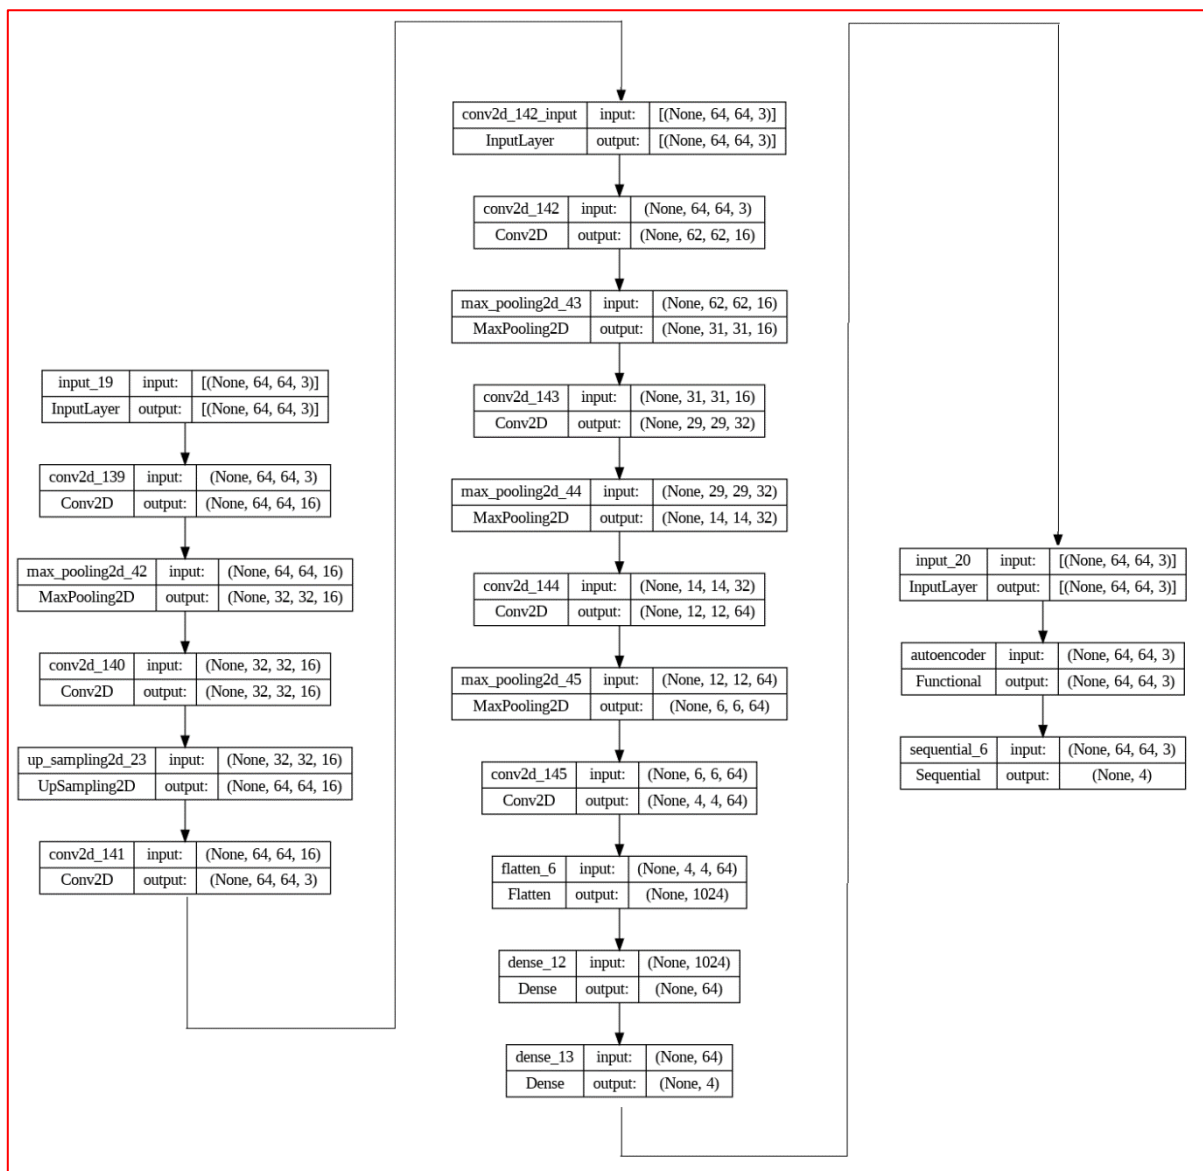 input_19 input: [(None, 64, 64, 3)]
InputLayer output: [(None, 64, 64, 3)]
conv2d_139 input: (None, 64, 64, 3)
Conv2D output: (None, 64, 64, 16)
max_pooling2d_42 input: (None, 64, 64, 16)
MaxPooling2D output: (None, 32, 32, 16)
conv2d_140 input: (None, 32, 32, 16)
Conv2D output: (None, 32, 32, 16)
up_sampling2d_23 input: (None, 32, 32, 16)
UpSampling2D output: (None, 64, 64, 16)
conv2d_141 input: (None, 64, 64, 16)
Conv2D output: (None, 64, 64, 3)
conv2d_142_input input: [(None, 64, 64, 3)]
InputLayer output: [(None, 64, 64, 3)]
conv2d_142 input: (None, 64, 64, 3)
Conv2D output: (None, 62, 62, 16)
max_pooling2d_43 input: (None, 62, 62, 16)
MaxPooling2D output: (None, 31, 31, 16)
conv2d_143 input: (None, 31, 31, 16)
Conv2D output: (None, 29, 29, 32)
max_pooling2d_44 input: (None, 29, 29, 32)
MaxPooling2D output: (None, 14, 14, 32)
conv2d_144 input: (None, 14, 14, 32)
Conv2D output: (None, 12, 12, 64)
max_pooling2d_45 input: (None, 12, 12, 64)
MaxPooling2D output: (None, 6, 6, 64)
conv2d_145 input: (None, 6, 6, 64)
Conv2D output: (None, 4, 4, 64)
flatten_6 input: (None, 4, 4, 64)
Flatten output: (None, 1024)
dense_12 input: (None, 1024)
Dense output: (None, 64)
dense_13 input: (None, 64)
Dense output: (None, 4)
input_20 input: [(None, 64, 64, 3)]
InputLayer output: [(None, 64, 64, 3)]
autoencoder input: (None, 64, 64, 3)
Functional output: (None, 64, 64, 3)
sequential_6 input: (None, 64, 64, 3)
Sequential output: (None, 4)